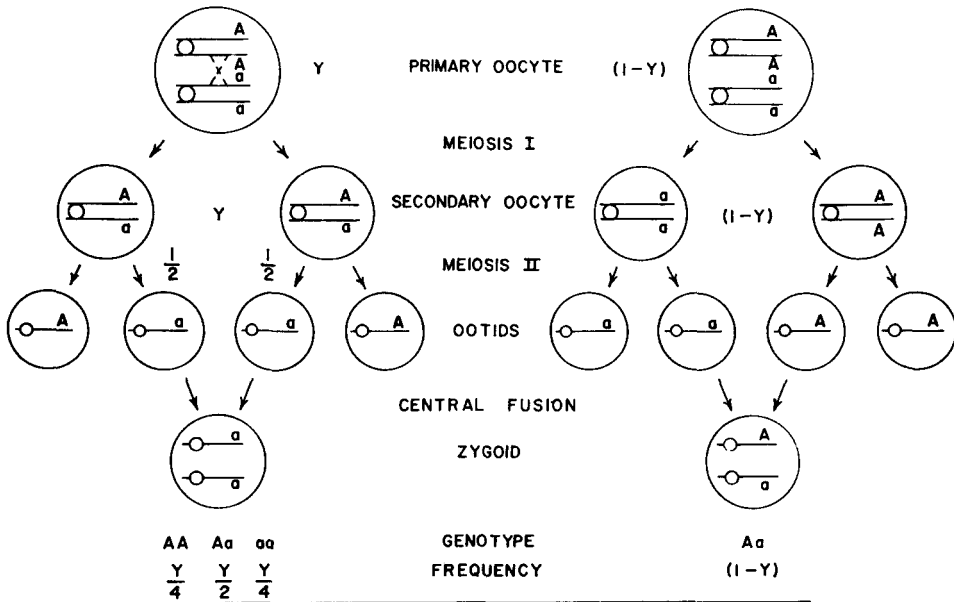 A A
A A
Y PRIMARY OOCYTE (1-Y)
x
a a
a a
MEIOSIS I
A A a A
SECONDARY OOCYTE
Y (1-Y)
a a a A
1/2 1/2 MEIOSIS II
A a a A OOTIDS a a A A
CENTRAL FUSION
a ZYGOID A
a a
AA Aa aa GENOTYPE Aa
Y/4 Y/2 Y/4 FREQUENCY (1-Y)